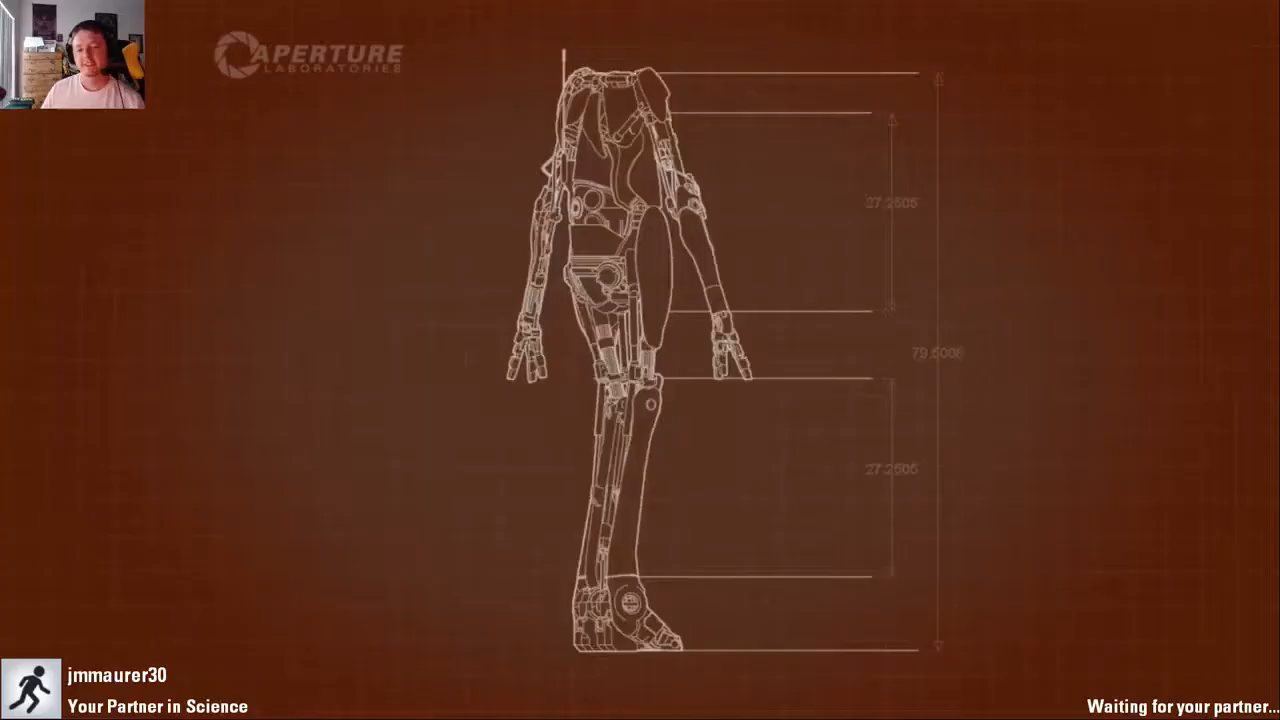 APERTURE
LABORATORIES
27.2505
79.5006
27.2505
jmmaurer30
Your Partner in Science
Waiting for your partner...